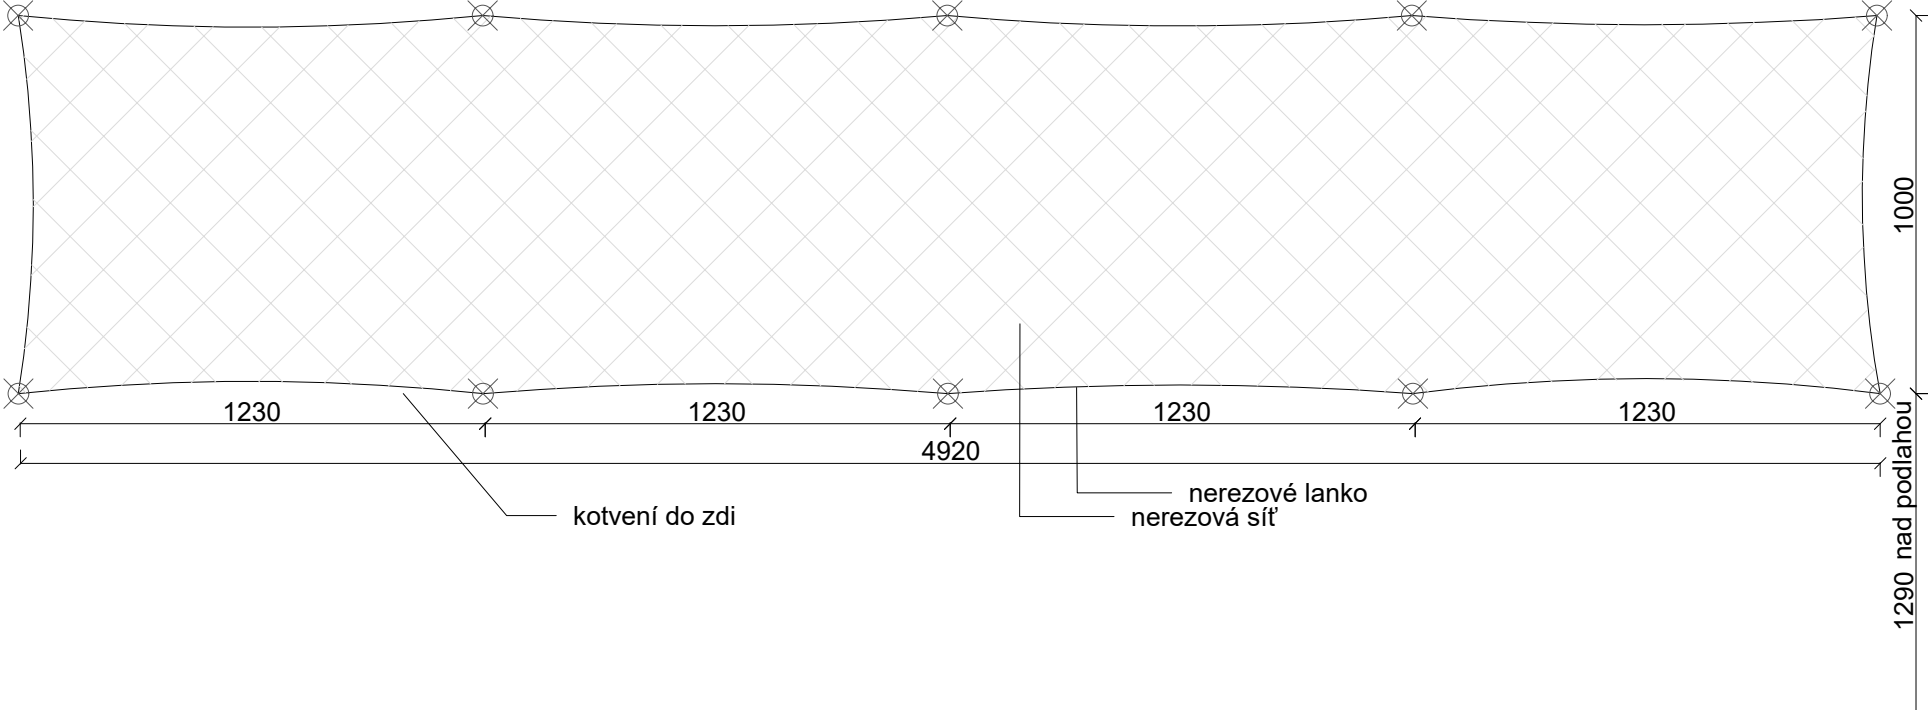 1000
1230
1230
1230
1230
4920
1290 nad podlahou
nerezové lanko
kotvení do zdi
nerezová síť